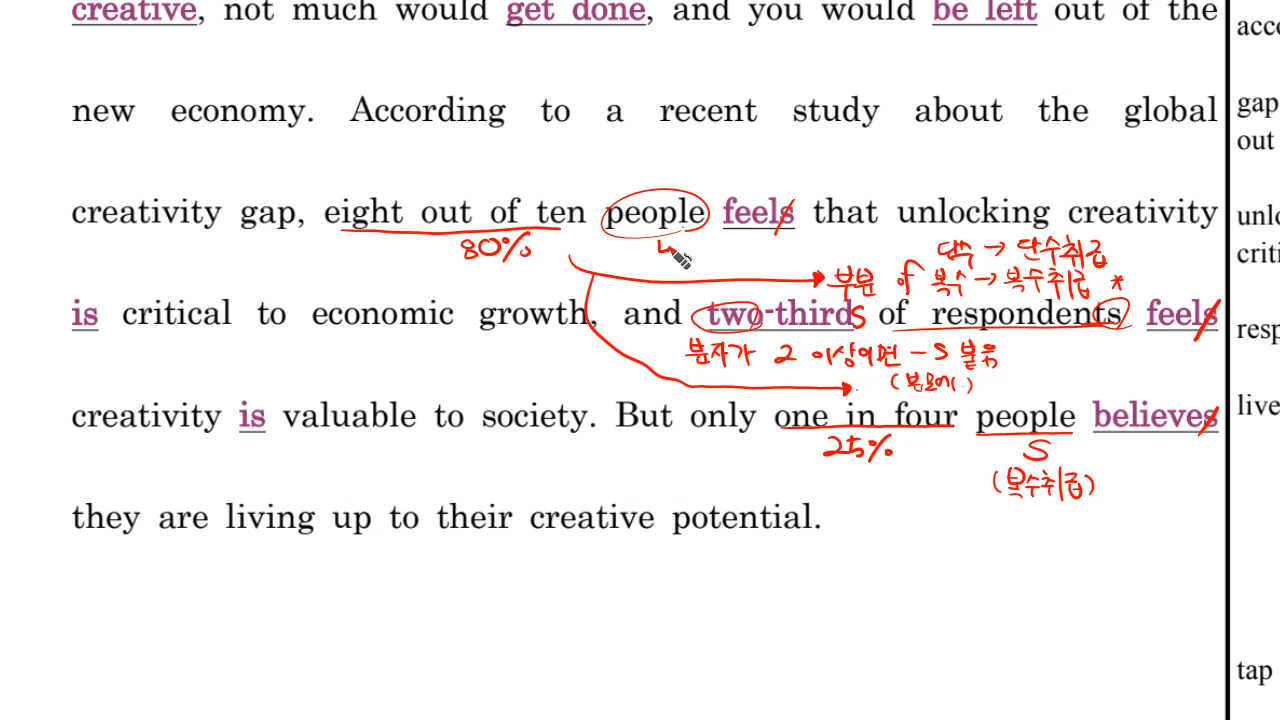 creative, not much would get done, and you would be left out of the
acc
new economy. According to a recent study about the global
gap
out
creativity gap, eight out of ten people feels that unlocking creativity
unlo
criti
80%
단수 → 단수취급
부분 of 복수 → 복수취급 *
is critical to economic growth, and two-thirds of respondents feels
resp
분자가 2 이상이면 -S 붙음
(분모에)
creativity is valuable to society. But only one in four people believes
live
25%
S
(복수취급)
they are living up to their creative potential.
tap